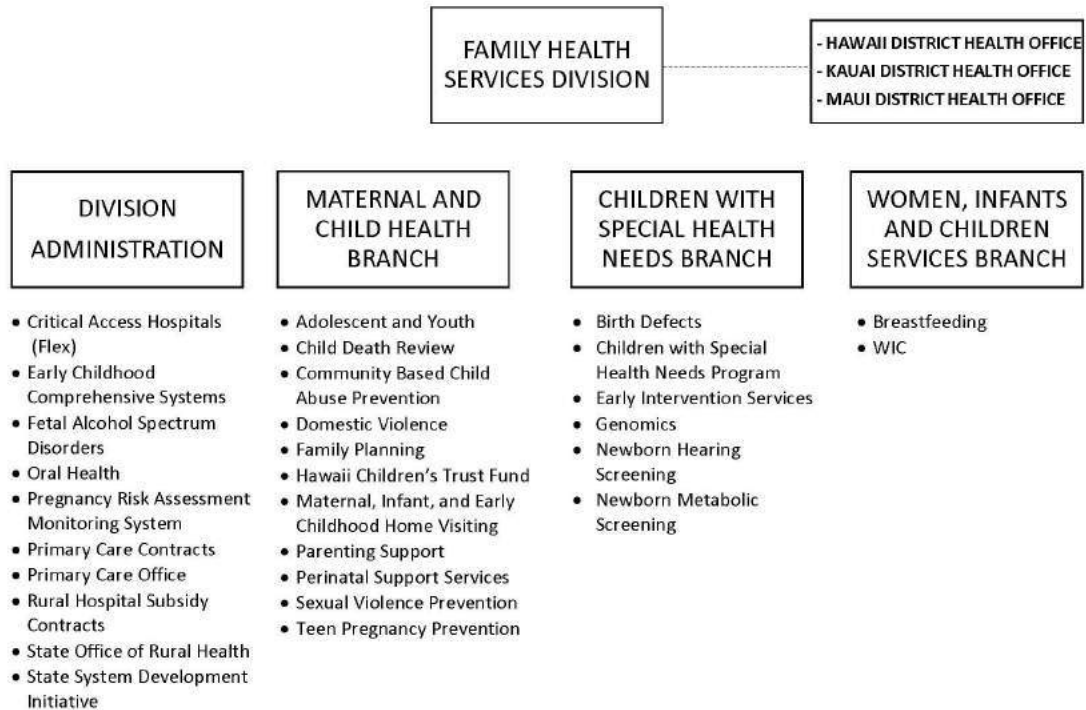 FAMILY HEALTH
SERVICES DIVISION
- HAWAII DISTRICT HEALTH OFFICE
- KAUAI DISTRICT HEALTH OFFICE
- MAUI DISTRICT HEALTH OFFICE
DIVISION
ADMINISTRATION
• Critical Access Hospitals
(Flex)
• Early Childhood
Comprehensive Systems
• Fetal Alcohol Spectrum
Disorders
• Oral Health
• Pregnancy Risk Assessment
Monitoring System
• Primary Care Contracts
• Primary Care Office
• Rural Hospital Subsidy
Contracts
• State Office of Rural Health
• State System Development
Initiative
MATERNAL AND
CHILD HEALTH
BRANCH
• Adolescent and Youth
• Child Death Review
• Community Based Child
Abuse Prevention
• Domestic Violence
• Family Planning
• Hawaii Children's Trust Fund
• Maternal, Infant, and Early
Childhood Home Visiting
• Parenting Support
• Perinatal Support Services
• Sexual Violence Prevention
• Teen Pregnancy Prevention
CHILDREN WITH
SPECIAL HEALTH
NEEDS BRANCH
• Birth Defects
• Children with Special
Health Needs Program
• Early Intervention Services
• Genomics
• Newborn Hearing
Screening
• Newborn Metabolic
Screening
WOMEN, INFANTS
AND CHILDREN
SERVICES BRANCH
• Breastfeeding
• WIC